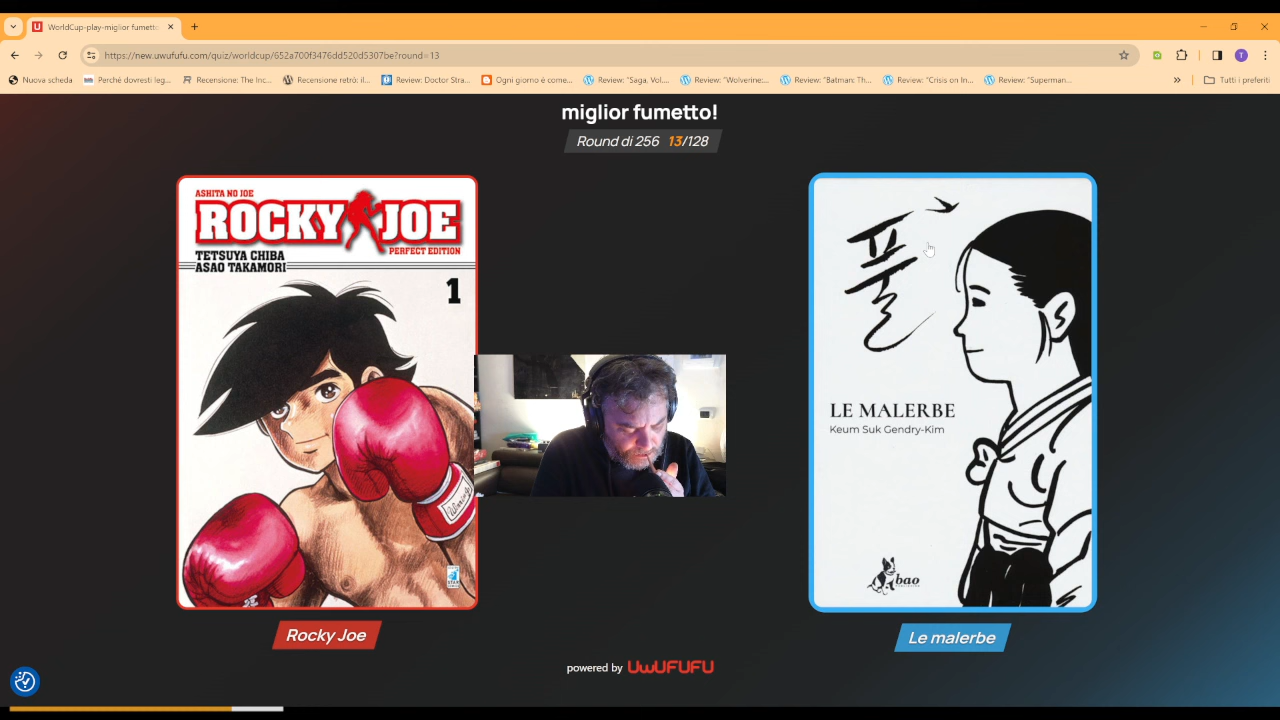 WorldCup-play-miglior fumetto
https://new.uwufufu.com/quiz/worldcup/652a700f3476dd520d5307be?round=13
T
Nuova scheda
Perché dovresti leg...
Recensione: The Inc...
Recensione retrò: il...
Review: Doctor Stra...
Ogni giorno è come...
Review: "Saga, Vol....
Review: "Wolverine:...
Review: "Batman: Th...
Review: "Crisis on In...
Review: "Superman...
Tutti i preferiti
miglior fumetto!
Round di 256 13/128
ASHITA NO JOE
ROCKY JOE
PERFECT EDITION
TETSUYA CHIBA
ASAO TAKAMORI
1
풀
LE MALERBE
Keum Suk Gendry-Kim
bao
Rocky Joe
Le malerbe
powered by UwUFUFU